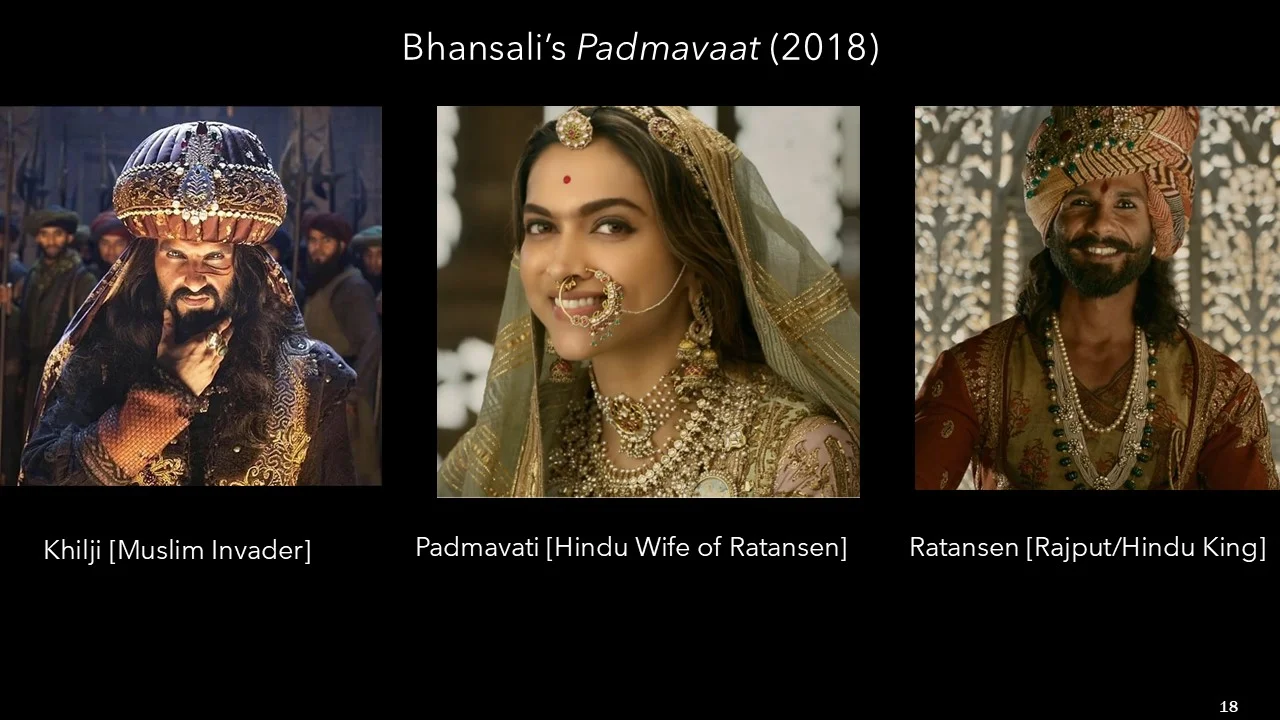 Bhansali’s Padmavaat (2018)
Khilji [Muslim Invader]
Padmavati [Hindu Wife of Ratansen]
Ratansen [Rajput/Hindu King]
18